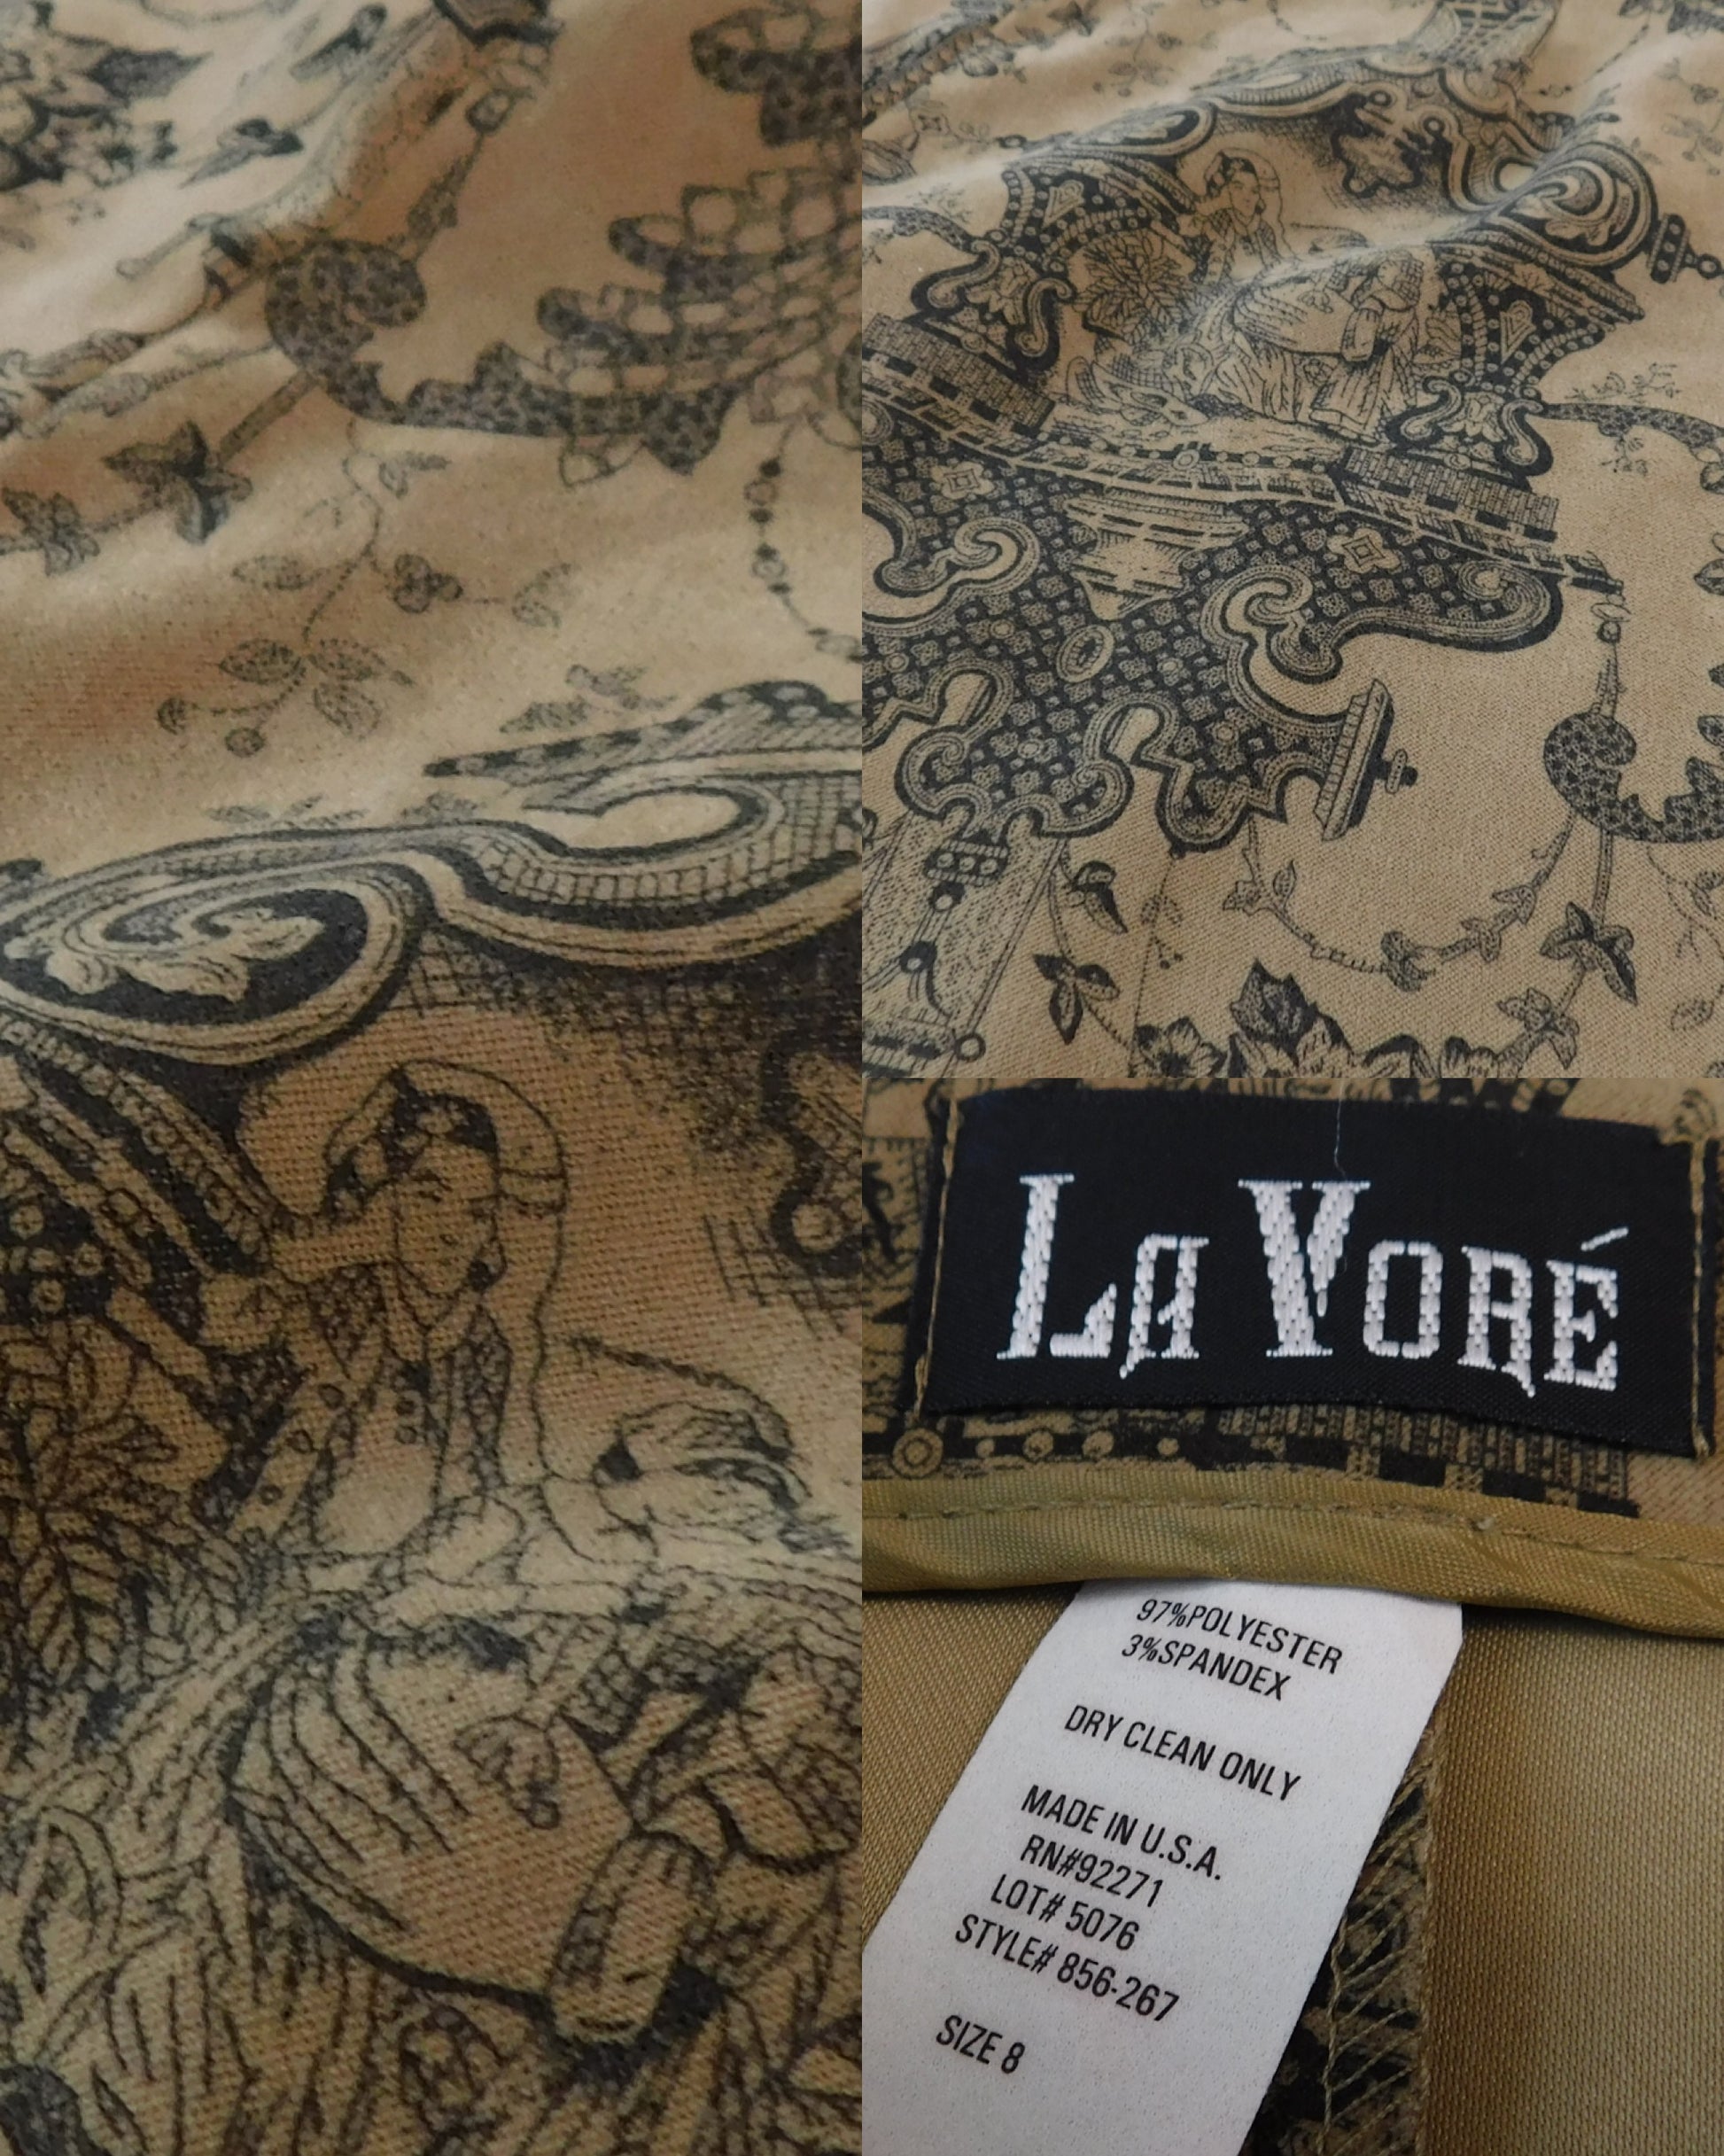 LA VORÉ
97%POLYESTER
3%SPANDEX
DRY CLEAN ONLY
MADE IN U.S.A.
RN#92271
LOT# 5076
STYLE# 856-267
SIZE 8